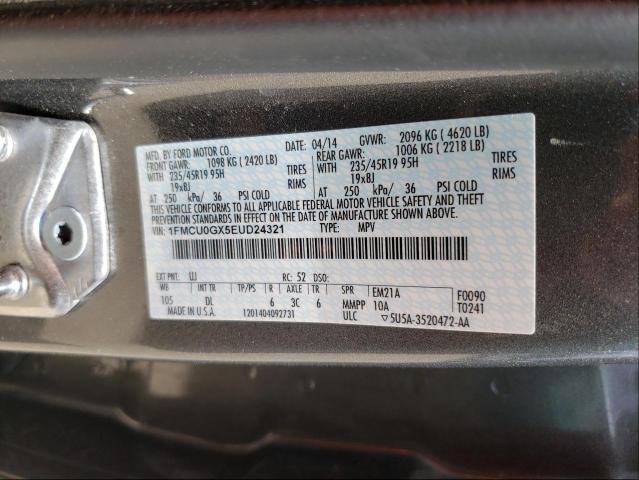 MFD. BY FORD MOTOR CO.
04/14 GVWR: 2096 KG ( 4620 LB)
FRONT GAWR: 1098 KG ( 2420 LB)
REAR GAWR: 1006 KG ( 2218 LB)
WITH 235/45R19 95H TIRES
WITH 235/45R19 95H TIRES
19x8J RIMS
19x8J RIMS
AT 250 kPa/ 36 PSI COLD
AT 250 kPa/ 36 PSI COLD
THIS VEHICLE CONFORMS TO ALL APPLICABLE FEDERAL MOTOR VEHICLE SAFETY AND THEFT
PREVENTION STANDARDS IN EFFECT ON THE DATE OF MANUFACTURE SHOWN ABOVE.
VIN: 1FMCU0GX5EUD24321 TYPE: MPV
EXT PNT: UJ RC: 52 DSO:
WB INT TR TP/PS R AXLE TR SPR EM21A F0090
105 DL 6 3C 6 MMPP 10A T0241
MADE IN U.S.A. 1201404092731 ULC ▽5U5A-3520472-AA